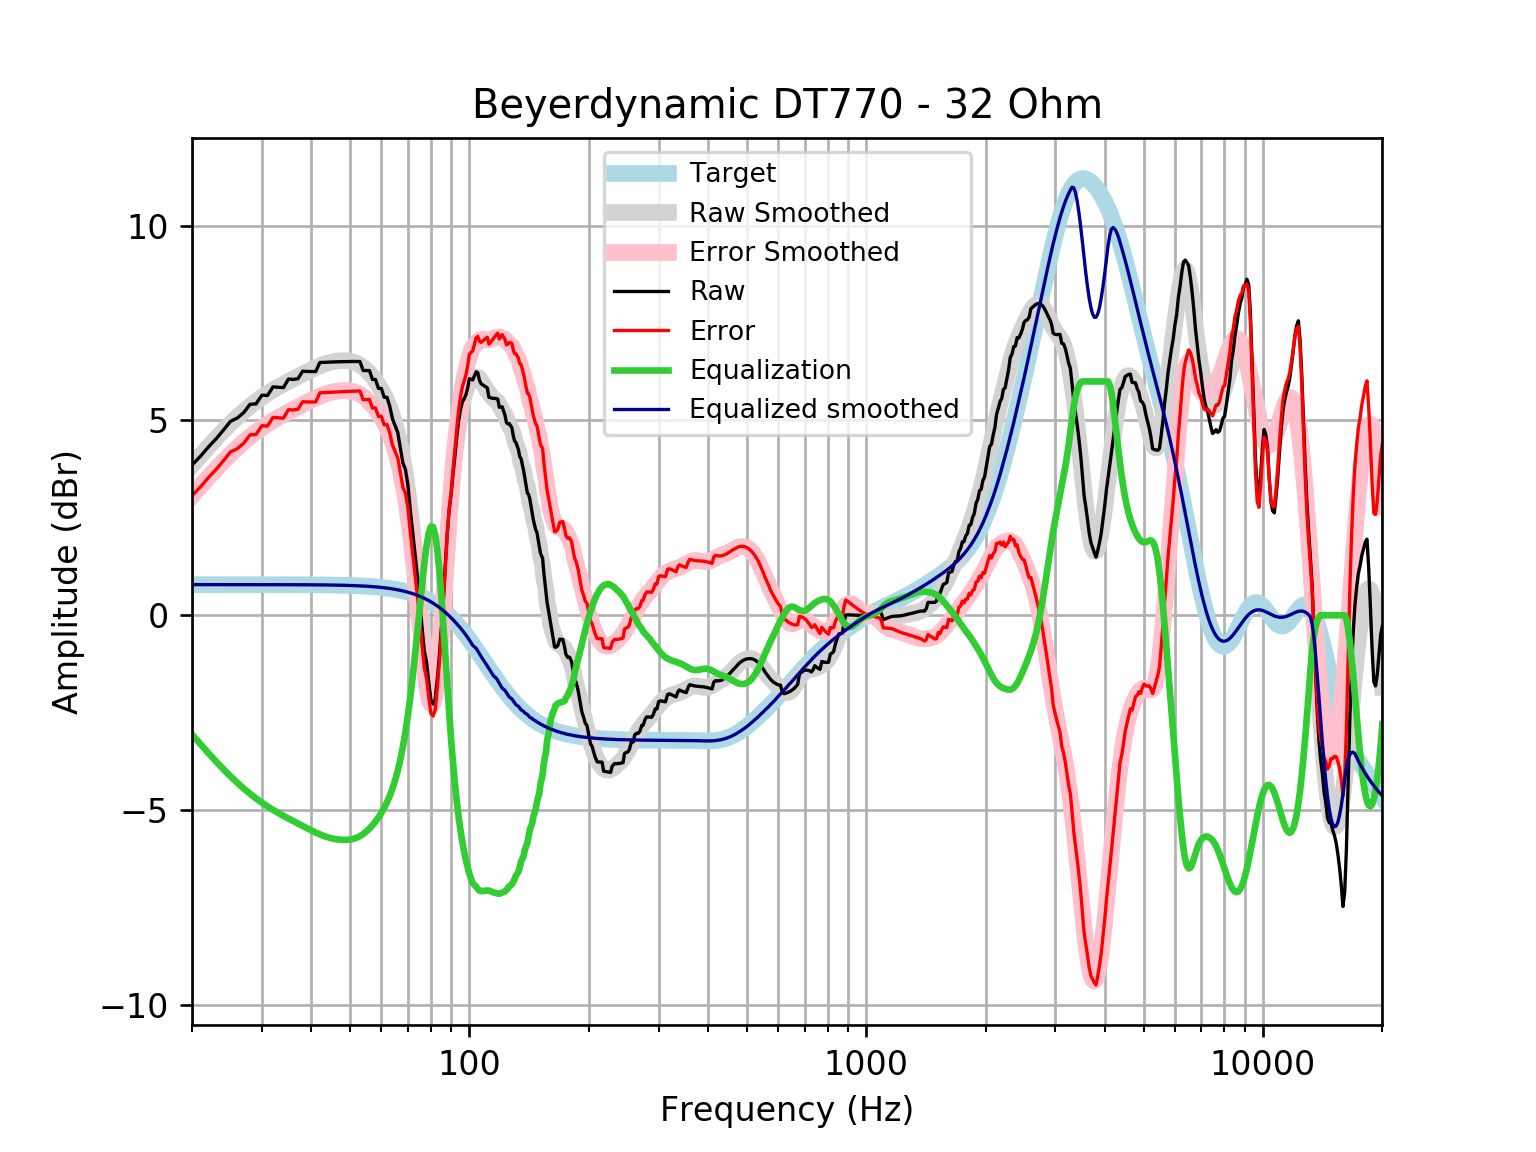 Beyerdynamic DT770 - 32 Ohm
Target
Raw Smoothed
Error Smoothed
Raw
Error
Equalization
Equalized smoothed
10
5
0
−5
−10
Amplitude (dBr)
100
1000
10000
Frequency (Hz)